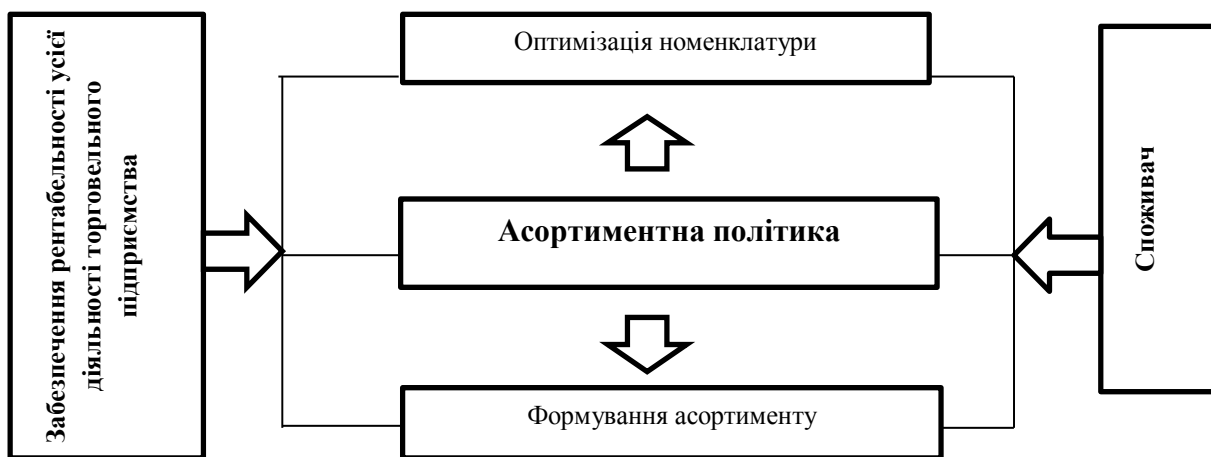 Забезпечення рентабельності усієї
діяльності торговельного
підприємства
Оптимізація номенклатури
Асортиментна політика
Формування асортименту
Споживач